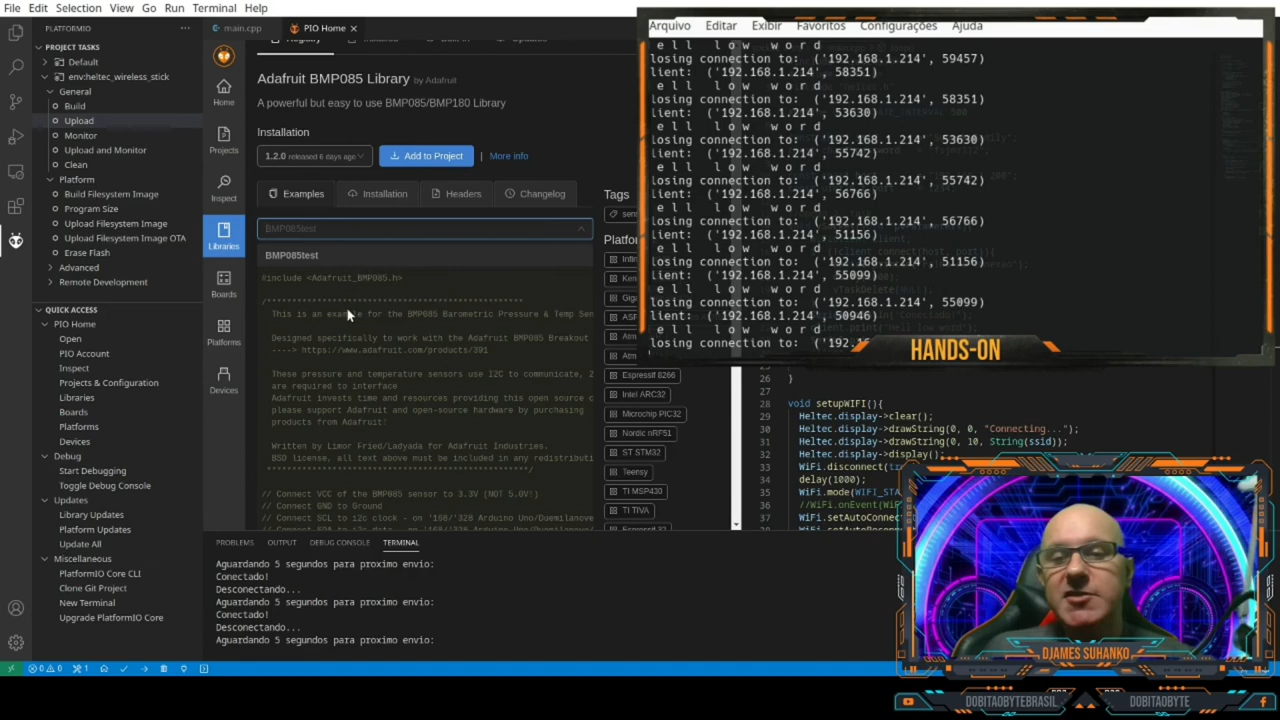 File Edit Selection View Go Run Terminal Help
PLATFORMIO
PROJECT TASKS
Default
env:heltec_wireless_stick
General
Build
Upload
Monitor
Upload and Monitor
Clean
Platform
Build Filesystem Image
Program Size
Upload Filesystem Image
Upload Filesystem Image OTA
Erase Flash
Advanced
Remote Development
QUICK ACCESS
PIO Home
Open
PIO Account
Inspect
Projects & Configuration
Libraries
Boards
Platforms
Devices
Debug
Start Debugging
Toggle Debug Console
Updates
Library Updates
Platform Updates
Update All
Miscellaneous
PlatformIO Core CLI
Clone Git Project
New Terminal
Upgrade PlatformIO Core
main.cpp
PIO Home
Home
Projects
Inspect
Libraries
Boards
Platforms
Devices
Adafruit BMP085 Library by Adafruit
A powerful but easy to use BMP085/BMP180 Library
Installation
1.2.0 released 6 days ago
Add to Project
More info
Examples
Installation
Headers
Changelog
BMP085test
BMP085test
#include <Adafruit_BMP085.h>
/***************************************************
This is an example for the BMP085 Barometric Pressure & Temp Sen
Designed specifically to work with the Adafruit BMP085 Breakout
----> https://www.adafruit.com/products/391
These pressure and temperature sensors use I2C to communicate, 2
are required to interface
Adafruit invests time and resources providing this open source c
please support Adafruit and open-source hardware by purchasing
products from Adafruit!
Written by Limor Fried/Ladyada for Adafruit Industries.
BSD license, all text above must be included in any redistributi
****************************************************/
// Connect VCC of the BMP085 sensor to 3.3V (NOT 5.0V!)
// Connect GND to Ground
// Connect SCL to i2c clock - on '168/'328 Arduino Uno/Duemilanove
Tags
sens
Platfo
Infin
Ken
Giga
ASR
Atm
Atm
Espressif 8266
Intel ARC32
Microchip PIC32
Nordic nRF51
ST STM32
Teensy
TI MSP430
TI TIVA
Espressif 32
Arquivo Editar Exibir Favoritos Configurações Ajuda
e l l l o w w o r d
losing connection to: ('192.168.1.214', 59457)
lient: ('192.168.1.214', 58351)
e l l l o w w o r d
losing connection to: ('192.168.1.214', 58351)
lient: ('192.168.1.214', 53630)
e l l l o w w o r d
losing connection to: ('192.168.1.214', 53630)
lient: ('192.168.1.214', 55742)
e l l l o w w o r d
losing connection to: ('192.168.1.214', 55742)
lient: ('192.168.1.214', 56766)
e l l l o w w o r d
losing connection to: ('192.168.1.214', 56766)
lient: ('192.168.1.214', 51156)
e l l l o w w o r d
losing connection to: ('192.168.1.214', 51156)
lient: ('192.168.1.214', 55099)
e l l l o w w o r d
losing connection to: ('192.168.1.214', 55099)
lient: ('192.168.1.214', 50946)
e l l l o w w o r d
losing connection to: ('192.1
HANDS-ON
26 }
27
28 void setupWIFI(){
29 Heltec.display->clear();
30 Heltec.display->drawString(0, 0, "Connecting...");
31 Heltec.display->drawString(0, 10, String(ssid));
32 Heltec.display->display();
33 WiFi.disconnect(
34 delay(1000);
35 WiFi.mode(WIFI_STA
36 //WiFi.onEvent(WiF
37 WiFi.setAutoConnec
PROBLEMS OUTPUT DEBUG CONSOLE TERMINAL
Aguardando 5 segundos para proximo envio:
Conectado!
Desconectando...
Aguardando 5 segundos para proximo envio:
Conectado!
Desconectando...
Aguardando 5 segundos para proximo envio:
0 0 1
DJAMES SUHANKO
DOBITAOBYTEBRASIL
DOBITAOBYTE